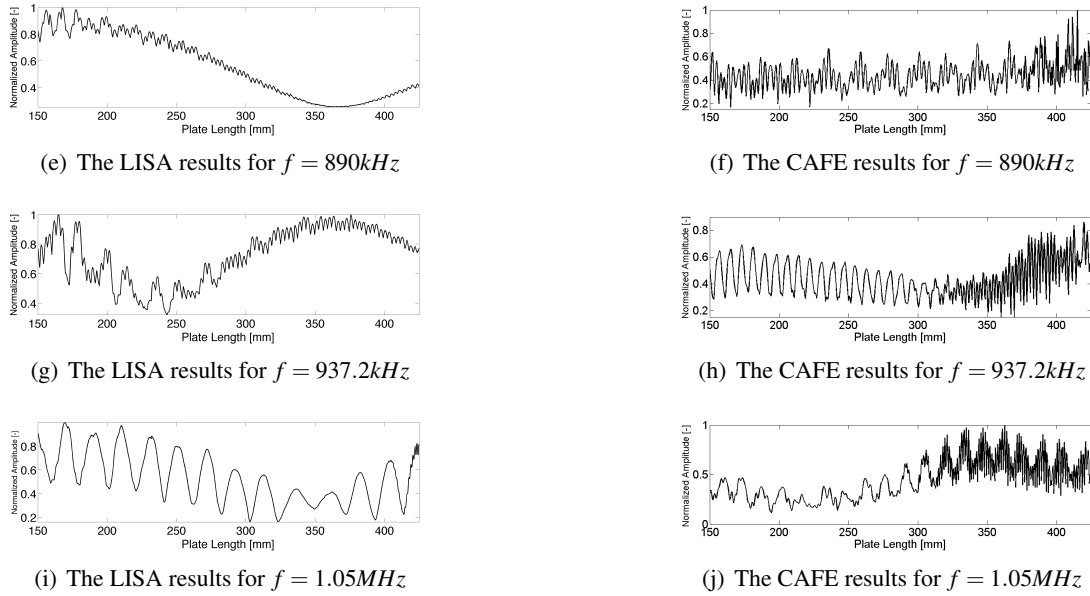 Normalized Amplitude [-]
1
0.8
0.6
0.4
150 200 250 300 350 400
Plate Length [mm]
(e) The LISA results for f = 890kHz
Normalized Amplitude [-]
1
0.8
0.6
0.4
0.2
150 200 250 300 350 400
Plate Length [mm]
(f) The CAFE results for f = 890kHz
Normalized Amplitude [-]
1
0.8
0.6
0.4
150 200 250 300 350 400
Plate Length [mm]
(g) The LISA results for f = 937.2kHz
Normalized Amplitude [-]
0.8
0.6
0.4
0.2
150 200 250 300 350 400
Plate Length [mm]
(h) The CAFE results for f = 937.2kHz
Normalized Amplitude [-]
0.8
0.6
0.4
0.2
150 200 250 300 350 400
Plate Length [mm]
(i) The LISA results for f = 1.05MHz
Normalized Amplitude [-]
1
0.5
0
150 200 250 300 350 400
Plate Length [mm]
(j) The CAFE results for f = 1.05MHz